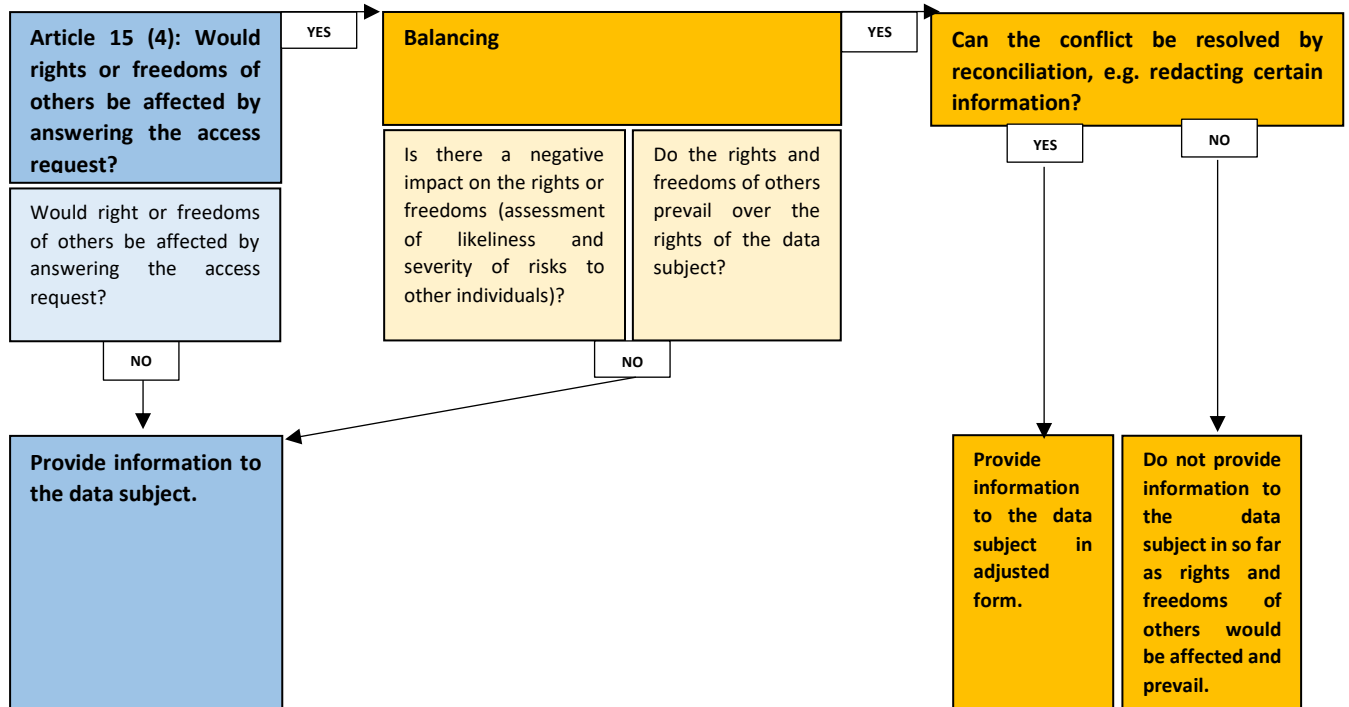 Article 15 (4): Would
rights or freedoms of
others be affected by
answering the access
request?
YES
Would right or freedoms
of others be affected by
answering the access
request?
NO
Balancing
YES
Is there a negative
impact on the rights or
freedoms (assessment
of likeliness and
severity of risks to
other individuals)?
Do the rights and
freedoms of others
prevail over the
rights of the data
subject?
NO
Can the conflict be resolved by
reconciliation, e.g. redacting certain
information?
YES
NO
Provide information to
the data subject.
Provide
information
to the data
subject in
adjusted
form.
Do not provide
information to
the data
subject in so far
as rights and
freedoms of
others would
be affected and
prevail.